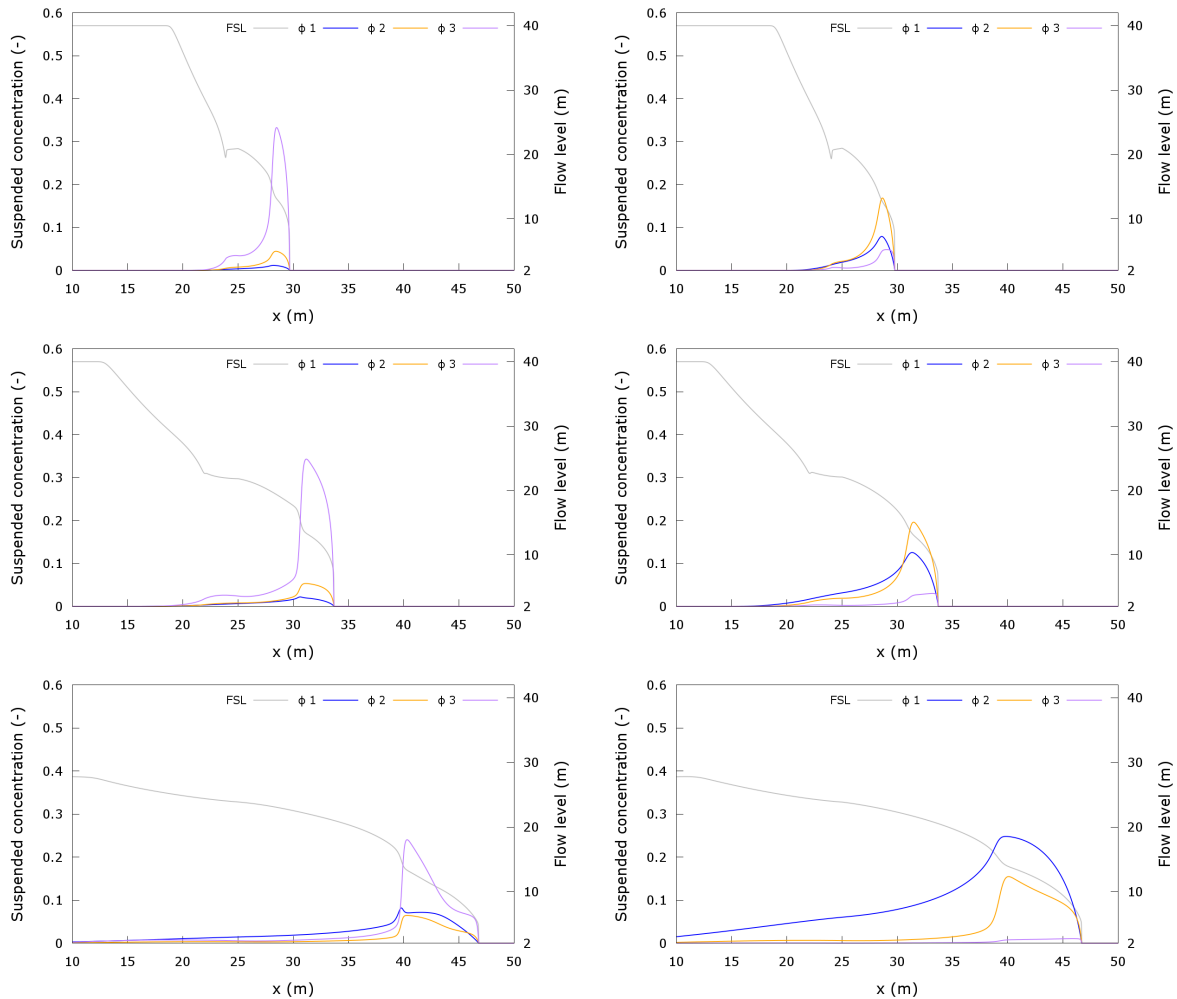 0.6 FSL ϕ 1 ϕ 2 ϕ 3 40
0.5
0.4 30
0.3
0.2 20
0.1 10
0 2
10 15 20 25 30 35 40 45 50
x (m)
Suspended concentration (-)
Flow level (m)
0.6 FSL ϕ 1 ϕ 2 ϕ 3 40
0.5
0.4 30
0.3
0.2 20
0.1 10
0 2
10 15 20 25 30 35 40 45 50
x (m)
Suspended concentration (-)
Flow level (m)
0.6 FSL ϕ 1 ϕ 2 ϕ 3 40
0.5
0.4 30
0.3
0.2 20
0.1 10
0 2
10 15 20 25 30 35 40 45 50
x (m)
Suspended concentration (-)
Flow level (m)
0.6 FSL ϕ 1 ϕ 2 ϕ 3 40
0.5
0.4 30
0.3
0.2 20
0.1 10
0 2
10 15 20 25 30 35 40 45 50
x (m)
Suspended concentration (-)
Flow level (m)
0.6 FSL ϕ 1 ϕ 2 ϕ 3 40
0.5
0.4 30
0.3
0.2 20
0.1 10
0 2
10 15 20 25 30 35 40 45 50
x (m)
Suspended concentration (-)
Flow level (m)
0.6 FSL ϕ 1 ϕ 2 ϕ 3 40
0.5
0.4 30
0.3
0.2 20
0.1 10
0 2
10 15 20 25 30 35 40 45 50
x (m)
Suspended concentration (-)
Flow level (m)